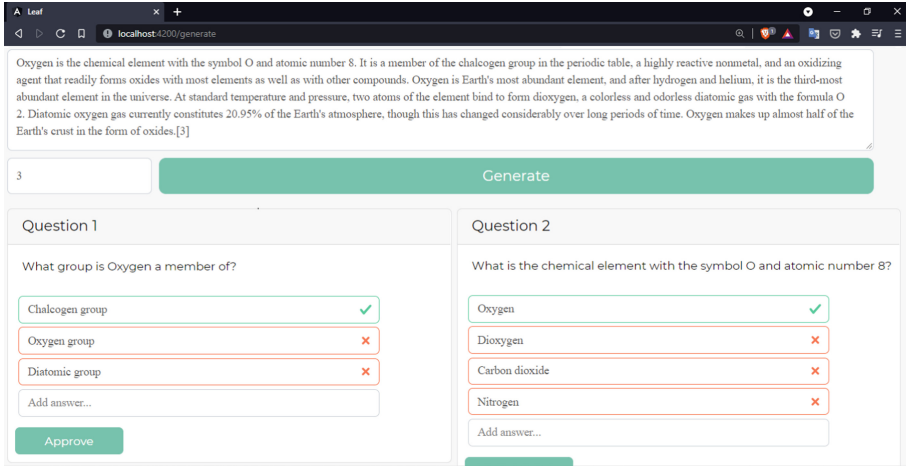 Leaf
localhost:4200/generate
Oxygen is the chemical element with the symbol O and atomic number 8. It is a member of the chalcogen group in the periodic table, a highly reactive nonmetal, and an oxidizing
agent that readily forms oxides with most elements as well as with other compounds. Oxygen is Earth's most abundant element, and after hydrogen and helium, it is the third-most
abundant element in the universe. At standard temperature and pressure, two atoms of the element bind to form dioxygen, a colorless and odorless diatomic gas with the formula O
2. Diatomic oxygen gas currently constitutes 20.95% of the Earth's atmosphere, though this has changed considerably over long periods of time. Oxygen makes up almost half of the
Earth's crust in the form of oxides.[3]
3
Generate
Question 1
What group is Oxygen a member of?
Chalcogen group
Oxygen group
Diatomic group
Add answer...
Approve
Question 2
What is the chemical element with the symbol O and atomic number 8?
Oxygen
Dioxygen
Carbon dioxide
Nitrogen
Add answer...